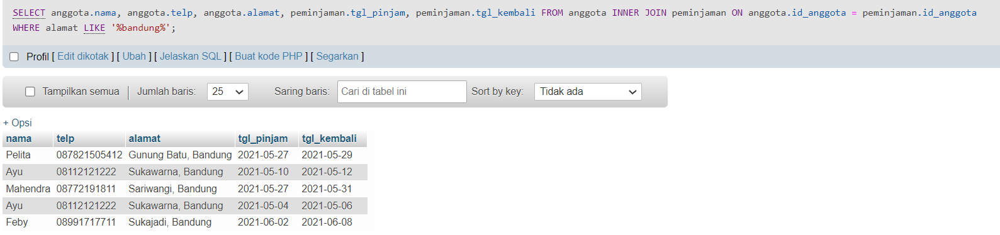 SELECT anggota.nama, anggota.telp, anggota.alamat, peminjaman.tgl_pinjam, peminjaman.tgl_kembali FROM anggota INNER JOIN peminjaman ON anggota.id_anggota = peminjaman.id_anggota
WHERE alamat LIKE '%bandung%';
Profil [ Edit dikotak ] [ Ubah ] [ Jelaskan SQL ] [ Buat kode PHP ] [ Segarkan ]
Tampilkan semua | Jumlah baris: 25 Saring baris: Cari di tabel ini Sort by key: Tidak ada
+ Opsi
nama telp alamat tgl_pinjam tgl_kembali
Pelita 087821505412 Gunung Batu, Bandung 2021-05-27 2021-05-29
Ayu 08112121222 Sukawarna, Bandung 2021-05-10 2021-05-12
Mahendra 08772191811 Sariwangi, Bandung 2021-05-27 2021-05-31
Ayu 08112121222 Sukawarna, Bandung 2021-05-04 2021-05-06
Feby 08991717711 Sukajadi, Bandung 2021-06-02 2021-06-08